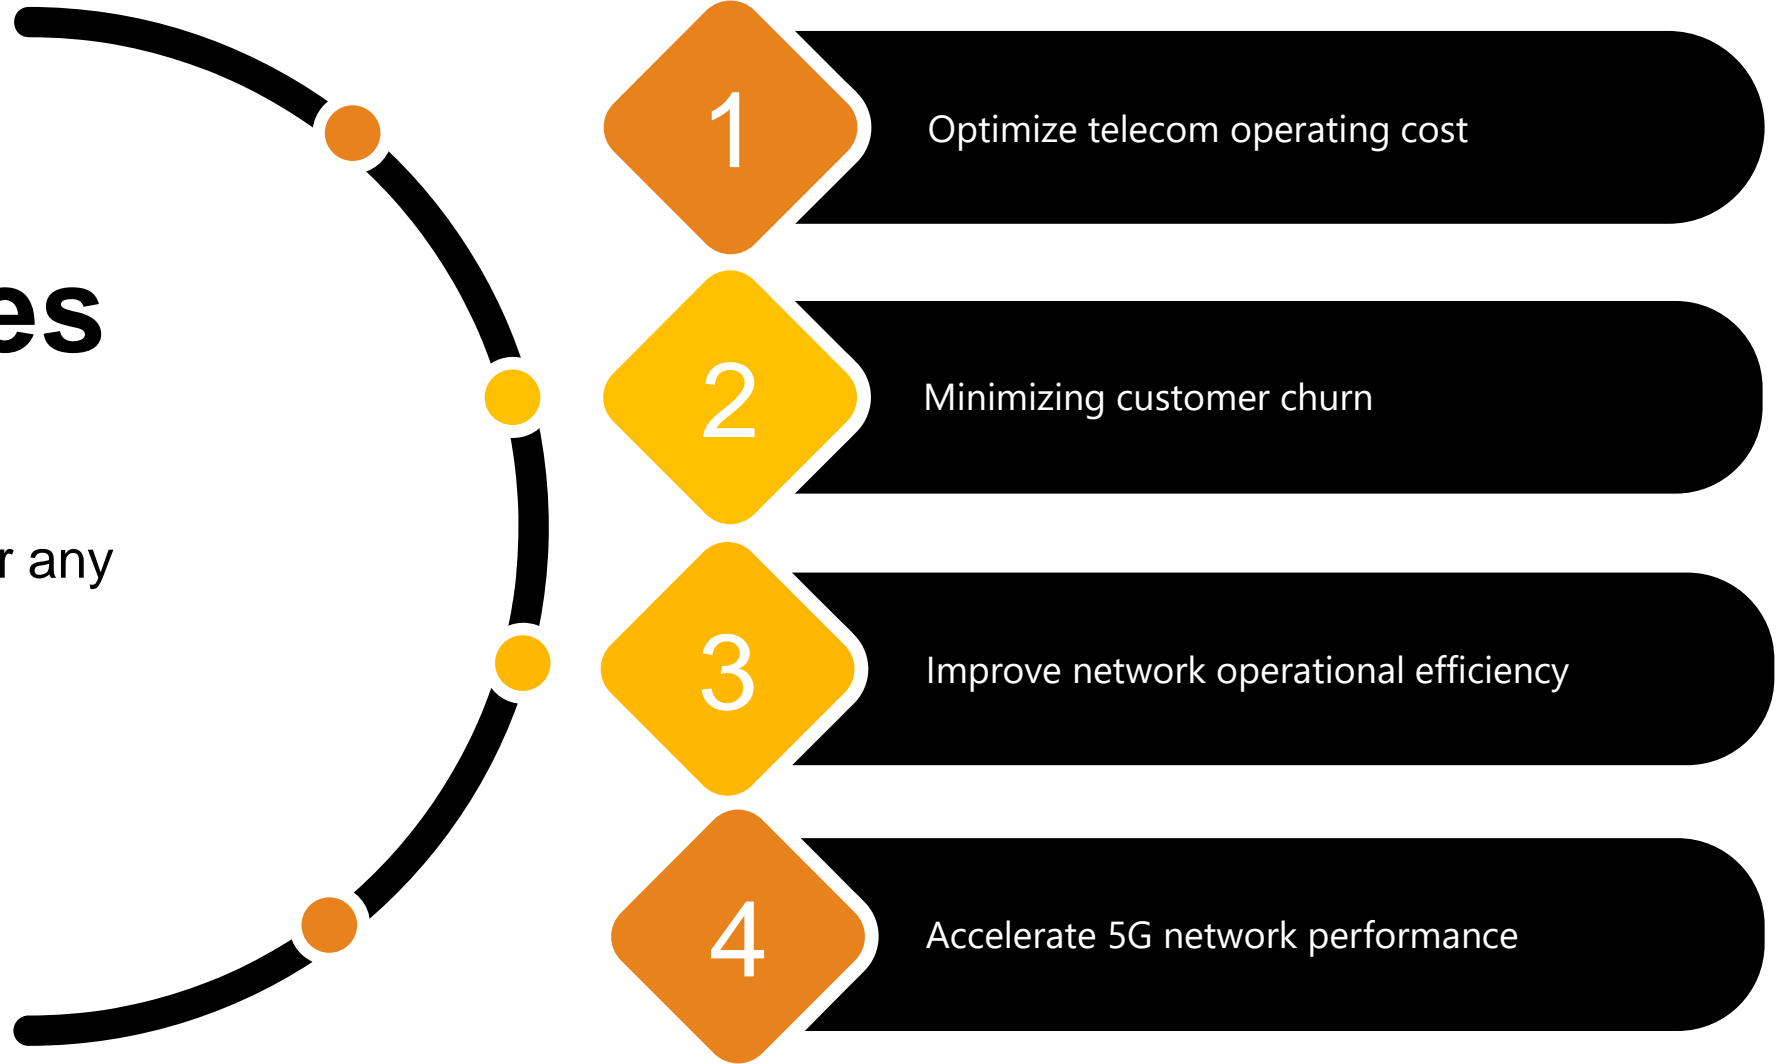 es
r any
1
Optimize telecom operating cost
2
Minimizing customer churn
3
Improve network operational efficiency
4
Accelerate 5G network performance